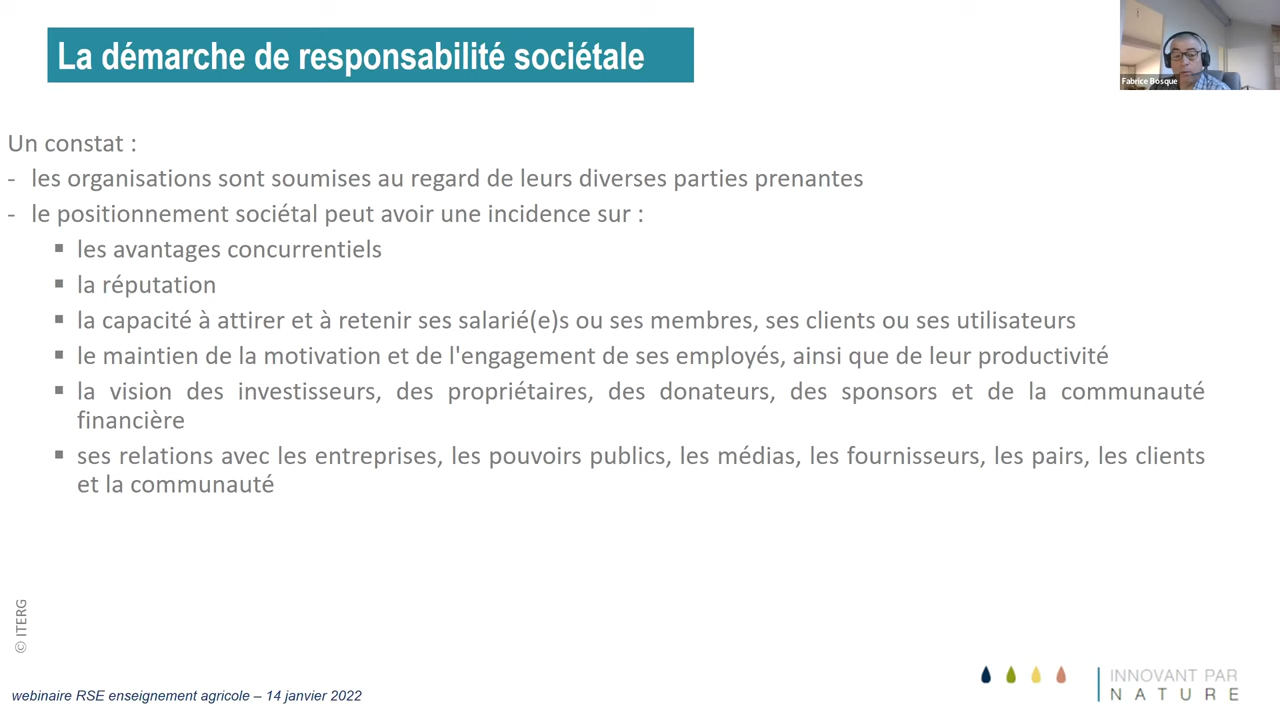 La démarche de responsabilité sociétale
Fabrice Bosque
Un constat :
- les organisations sont soumises au regard de leurs diverses parties prenantes
- le positionnement sociétal peut avoir une incidence sur :
▪ les avantages concurrentiels
▪ la réputation
▪ la capacité à attirer et à retenir ses salarié(e)s ou ses membres, ses clients ou ses utilisateurs
▪ le maintien de la motivation et de l'engagement de ses employés, ainsi que de leur productivité
▪ la vision des investisseurs, des propriétaires, des donateurs, des sponsors et de la communauté
financière
▪ ses relations avec les entreprises, les pouvoirs publics, les médias, les fournisseurs, les pairs, les clients
et la communauté
© ITERG
webinaire RSE enseignement agricole – 14 janvier 2022
INNOVANT PAR
NATURE